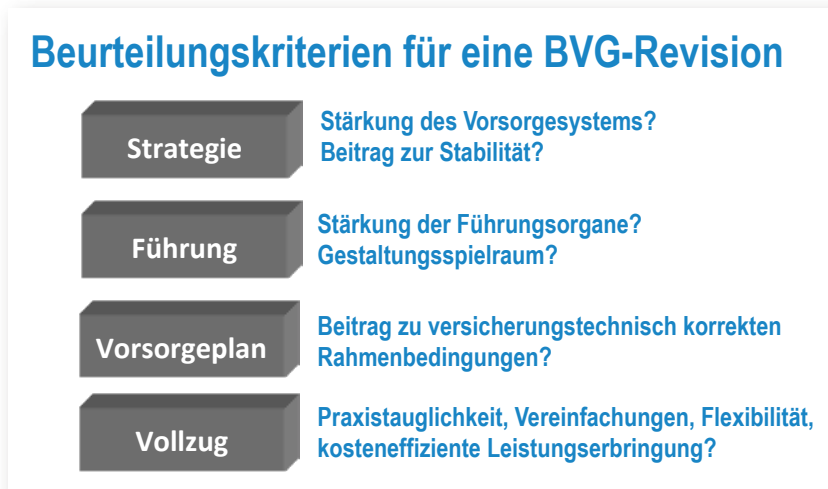 Beurteilungskriterien für eine BVG-Revision
Strategie
Stärkung des Vorsorgesystems?
Beitrag zur Stabilität?
Führung
Stärkung der Führungsorgane?
Gestaltungsspielraum?
Vorsorgeplan
Beitrag zu versicherungstechnisch korrekten
Rahmenbedingungen?
Vollzug
Praxistauglichkeit, Vereinfachungen, Flexibilität,
kosteneffiziente Leistungserbringung?